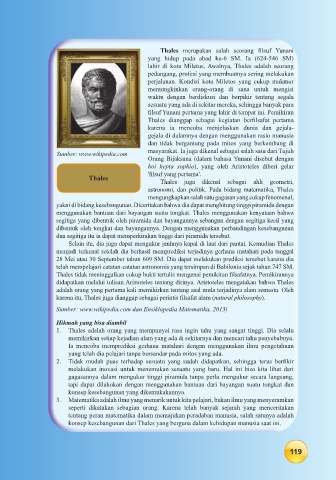 Thales merupakan salah seorang filsuf Yunani
yang hidup pada abad ke-6 SM. Ia (624-546 SM)
lahir di kota Miletus. Awalnya, Thales adalah seorang
pedangang, profesi yang membuatnya sering melakukan
perjalanan. Kondisi kota Miletos yang cukup makmur
memungkinkan orang-orang di sana untuk mengisi
waktu dengan berdiskusi dan berpikir tentang segala
sesuatu yang ada di sekitar mereka, sehingga banyak para
filsuf Yunani pertama yang lahir di tempat ini. Pemikiran
Thales dianggap sebagai kegiatan berfilsafat pertama
karena ia mencoba menjelaskan dunia dan gejala-
gejala di dalamnya dengan menggunakan rasio manusia
dan tidak bergantung pada mitos yang berkembang di
masyarakat. Ia juga dikenal sebagai salah satu dari Tujuh
Orang Bijaksana (dalam bahasa Yunani disebut dengan
hoi hepta sophoi), yang oleh Aristoteles diberi gelar
'filsuf yang pertama'.
Sumber: www.wikipedia.com
Thales
Thales juga dikenal sebagai ahli geometri,
astronomi, dan politik. Pada bidang matematika, Thales
mengungkapkan salah satu gagasan yang cukup fenomenal,
yakni di bidang kesebangunan. Diceritakan bahwa dia dapat menghitung tinggi piramida dengan
menggunakan bantuan dari bayangan suatu tongkat. Thales menggunakan kenyataan bahwa
segitiga yang dibentuk oleh piramida dan bayangannya sebangun dengan segitiga kecil yang
dibentuk oleh tongkat dan bayangannya. Dengan menggunakan perbandingan kesebangunan
dua segitiga itu ia dapat memperkirakan tinggi dari piramida tersebut.
Selain itu, dia juga dapat mengukur jauhnya kapal di laut dari pantai. Kemudian Thales
menjadi terkenal setelah dia berhasil memprediksi terjadinya gerhana matahari pada tanggal
28 Mei atau 30 September tahun 609 SM. Dia dapat melakukan prediksi tersebut karena dia
telah mempelajari catatan-catatan astronomis yang tersimpan di Babilonia sejak tahun 747 SM.
Thales tidak meninggalkan cukup bukti tertulis mengenai pemikiran filsafatnya. Pemikirannya
didapatkan melalui tulisan Aristoteles tentang dirinya. Aristoteles mengatakan bahwa Thales
adalah orang yang pertama kali memikirkan tentang asal mula terjadinya alam semesta. Oleh
karena itu, Thales juga dianggap sebagai perintis filsafat alam (natural philosophy).
Sumber: www.wikipedia.com dan Ensiklopedia Matematika, 2013)
Hikmah yang bisa diambil
1. Thales adalah orang yang mempunyai rasa ingin tahu yang sangat tinggi. Dia selalu
memikirkan setiap kejadian alam yang ada di sekitarnya dan mencari tahu penyebabnya.
Ia mencoba memprediksi gerhana matahari dengan menggunakan ilmu pengetahuan
yang telah dia pelajari tanpa bersandar pada mitos yang ada.
2. Tidak mudah puas terhadap sesuatu yang sudah didapatkan, sehingga terus berfikir
melakukan inovasi untuk menemukan sesuatu yang baru. Hal ini bisa kita lihat dari
gagasannya dalam mengukur tinggi piramida tanpa perlu mengukur secara langsung,
tapi dapat dilakukan dengan menggunakan bantuan dari bayangan suatu tongkat dan
konsep kesebangunan yang dikemukakannya.
3. Matematika adalah ilmu yang menarik untuk kita pelajari, bukan ilmu yang menyeramkan
seperti dikatakan sebagian orang. Karena telah banyak sejarah yang menceritakan
tentang peran matematika dalam memajukan peradaban manusia, salah satunya adalah
konsep kesebangunan dari Thales yang berguna dalam kehidupan manusia saat ini.
119